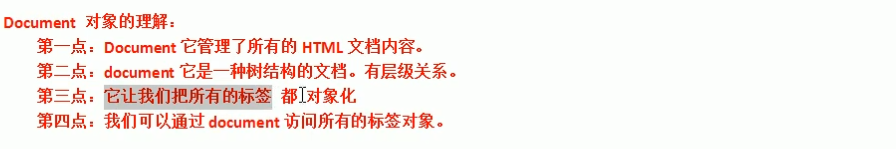 Document 对象的理解：
第一点：Document 它管理了所有的 HTML 文档内容。
第二点：document 它是一种树结构的文档。有层级关系。
第三点：它让我们把所有的标签 都 对象化
第四点：我们可以通过 document 访问所有的标签对象。